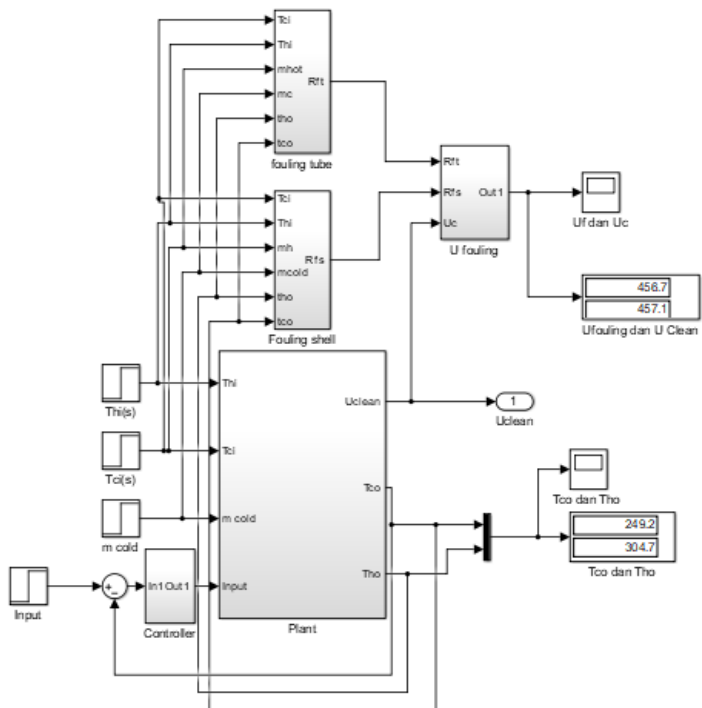 Tci
Thi
mhot
mc
tho
tco
Rft
fouling tube
Tci
Thi
mh
mcold
tho
tco
Rfs
Fouling shell
Rft
Rfs
Uc
Out1
U fouling
Uf dan Uc
456.7
457.1
Ufouling dan U Clean
Thi(s)
Tci(s)
m cold
Input
+
−
In1 Out1
Controller
Thi
Tci
m cold
Input
Uclean
Tco
Tho
Plant
1
Uclean
Tco dan Tho
249.2
304.7
Tco dan Tho